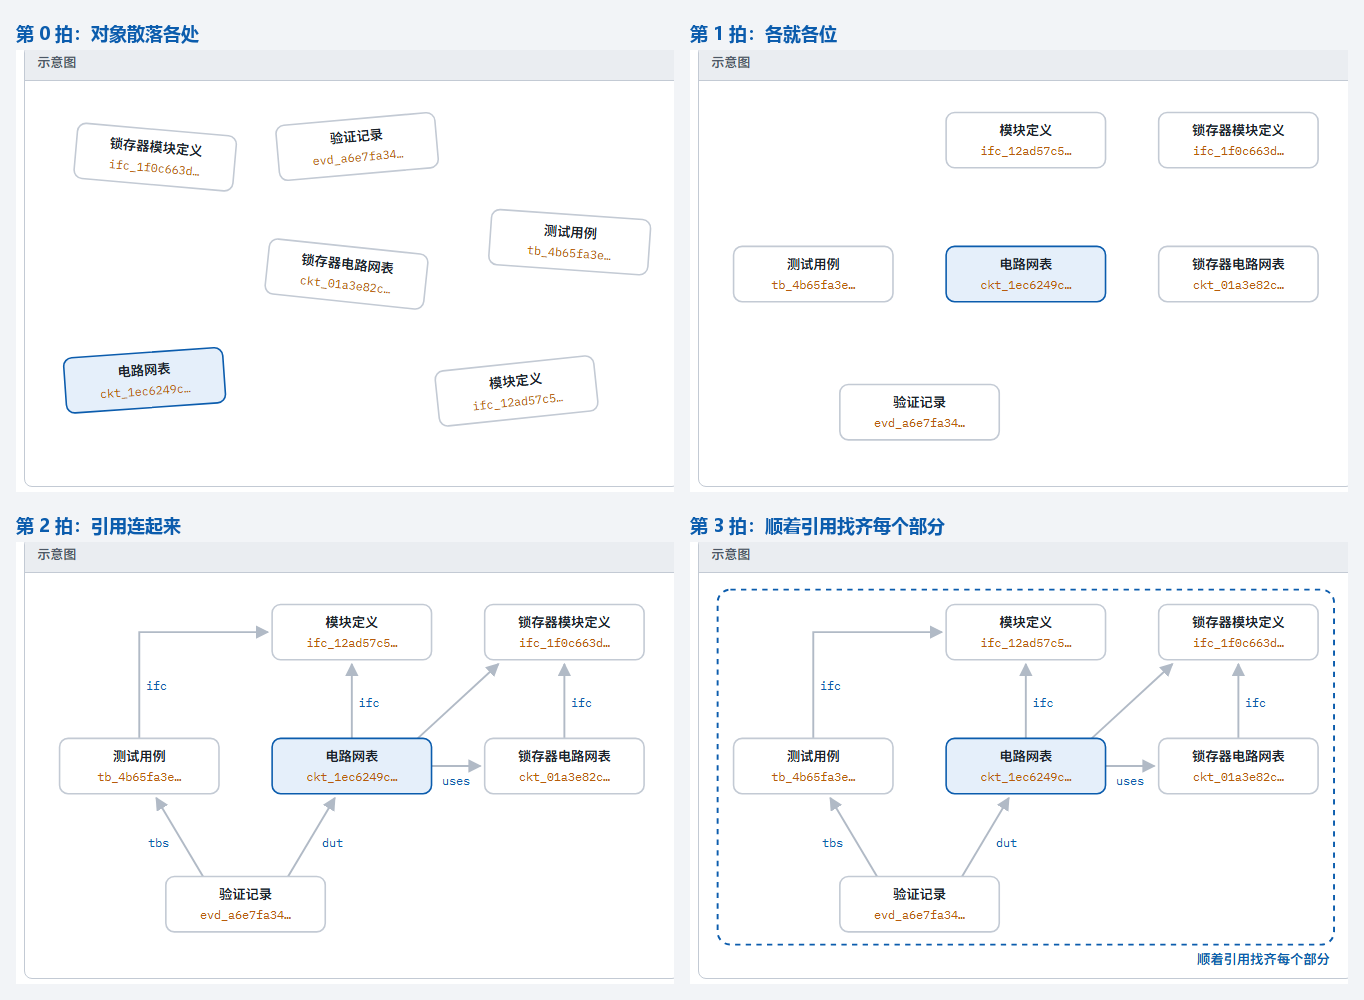 第 0 拍：对象散落各处
示意图
锁存器模块定义
ifc_1f0c663d…
验证记录
evd_a6e7fa34…
测试用例
tb_4b65fa3e…
锁存器电路网表
ckt_01a3e82c…
电路网表
ckt_1ec6249c…
模块定义
ifc_12ad57c5…
第 1 拍：各就各位
示意图
模块定义
ifc_12ad57c5…
锁存器模块定义
ifc_1f0c663d…
测试用例
tb_4b65fa3e…
电路网表
ckt_1ec6249c…
锁存器电路网表
ckt_01a3e82c…
验证记录
evd_a6e7fa34…
第 2 拍：引用连起来
示意图
模块定义
ifc_12ad57c5…
锁存器模块定义
ifc_1f0c663d…
ifc
ifc
ifc
测试用例
tb_4b65fa3e…
电路网表
ckt_1ec6249c…
锁存器电路网表
ckt_01a3e82c…
uses
tbs
dut
验证记录
evd_a6e7fa34…
第 3 拍：顺着引用找齐每个部分
示意图
模块定义
ifc_12ad57c5…
锁存器模块定义
ifc_1f0c663d…
ifc
ifc
ifc
测试用例
tb_4b65fa3e…
电路网表
ckt_1ec6249c…
锁存器电路网表
ckt_01a3e82c…
uses
tbs
dut
验证记录
evd_a6e7fa34…
顺着引用找齐每个部分